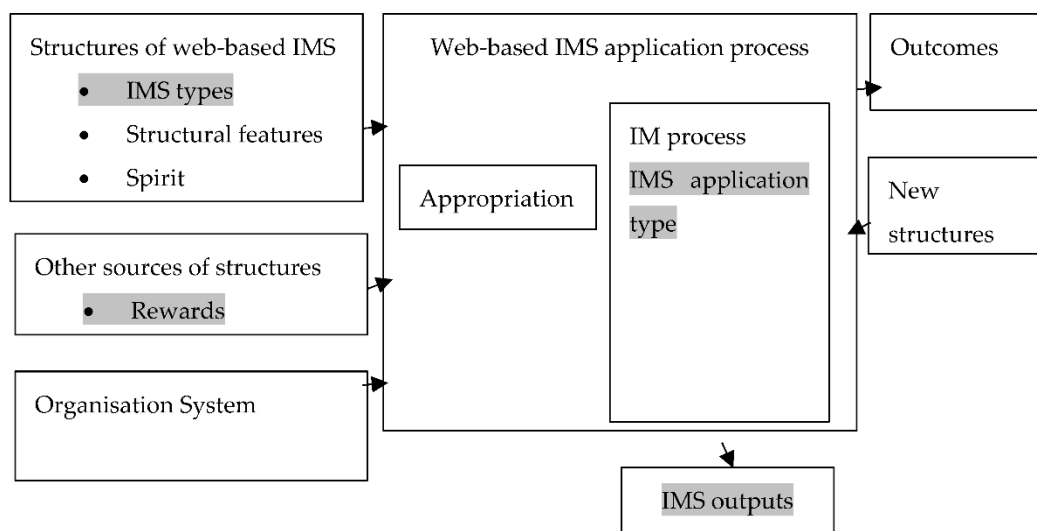 Structures of web-based IMS
• IMS types
• Structural features
• Spirit
Other sources of structures
• Rewards
Organisation System
Web-based IMS application process
Appropriation
IM process
IMS application
type
Outcomes
New
structures
IMS outputs